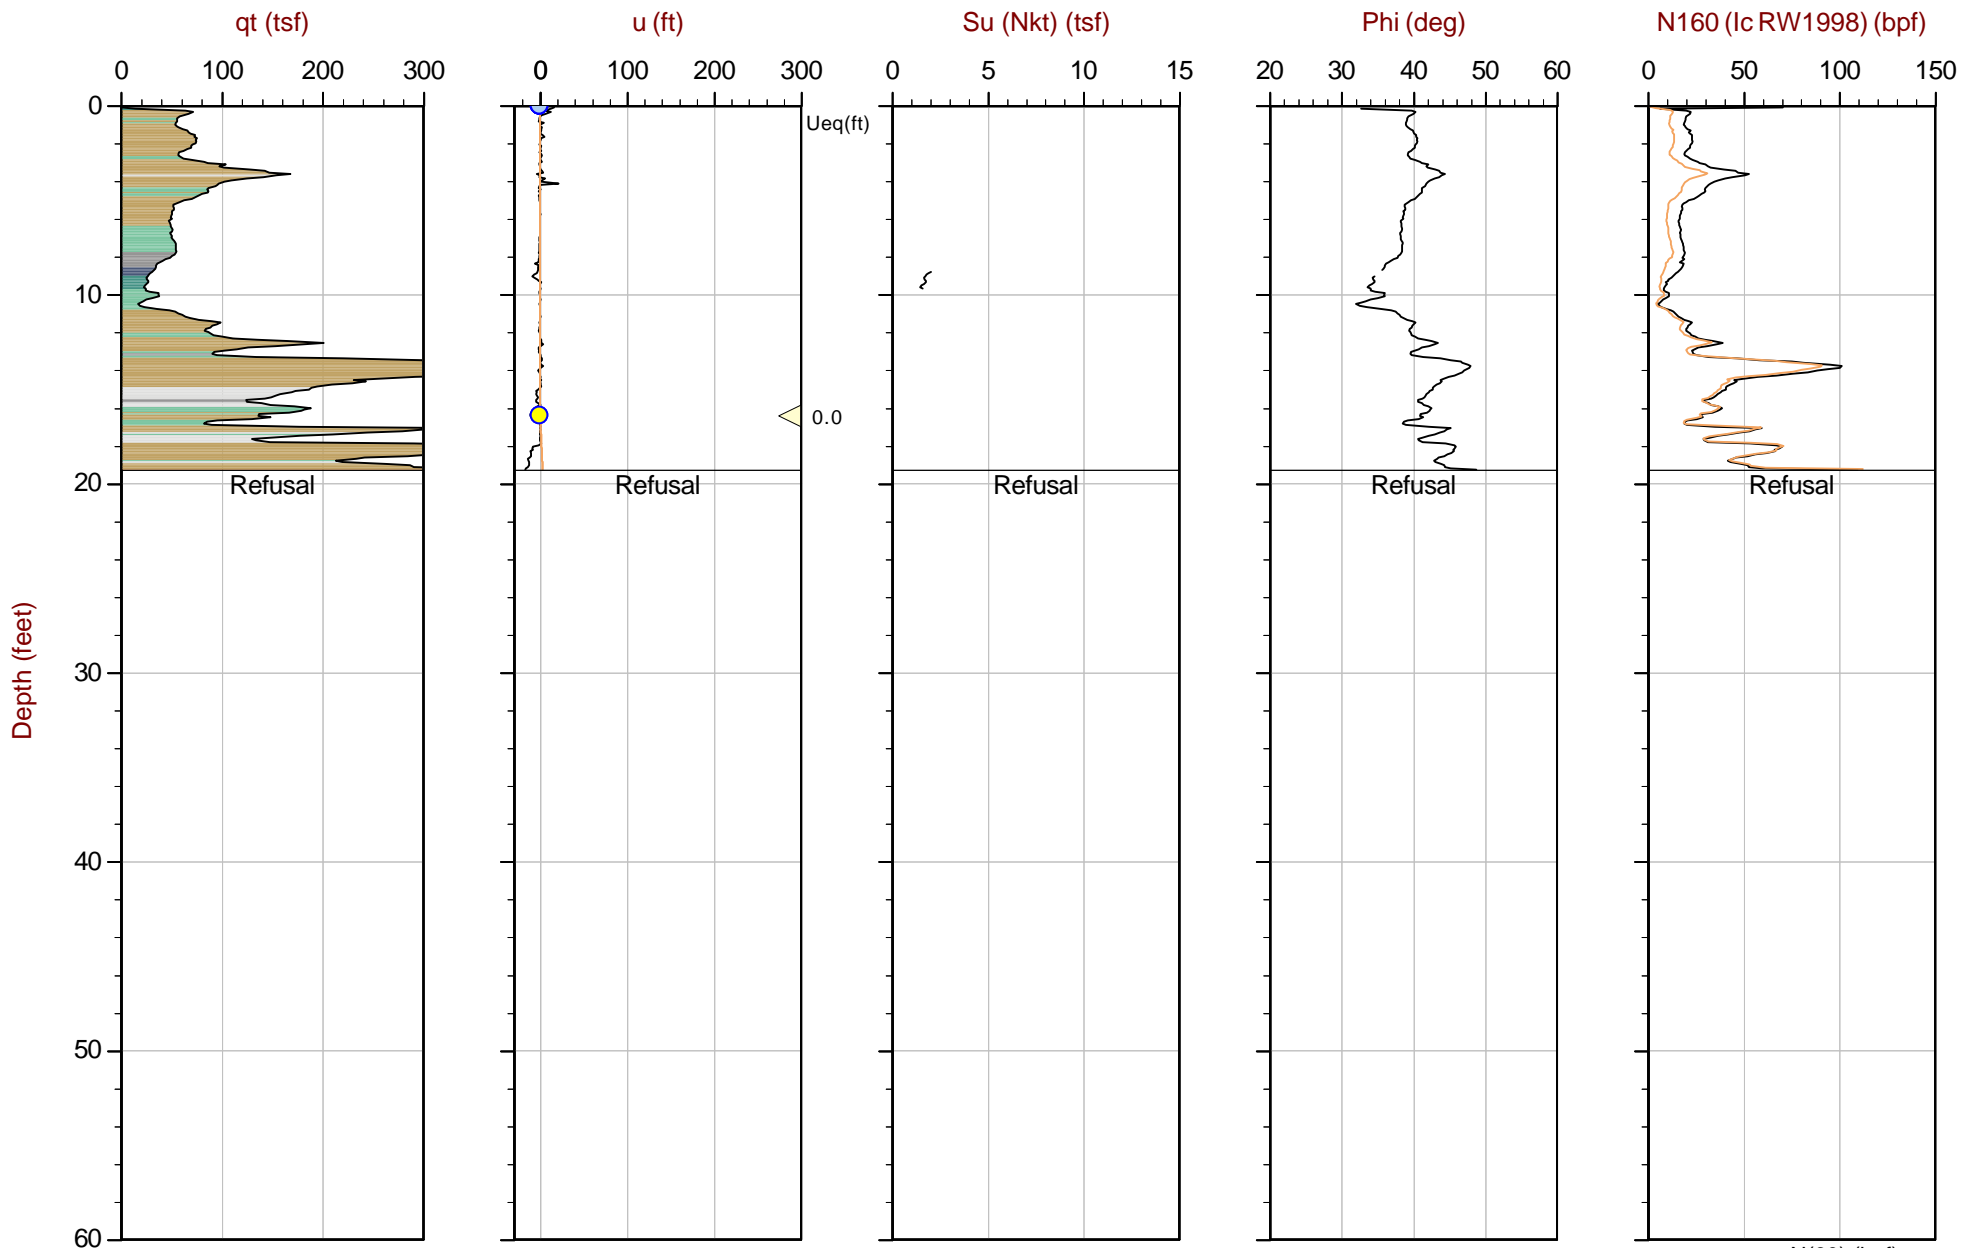 qt (tsf) u (ft) Su (Nkt) (tsf) Phi (deg) N160 (Ic RW1998) (bpf)
0 100 200 300 0 100 200 300 0 5 10 15 20 30 40 50 60 0 50 100 150
0
Ueq(ft)
10
0.0
20
Refusal Refusal Refusal Refusal Refusal
30
Depth (feet)
40
50
60